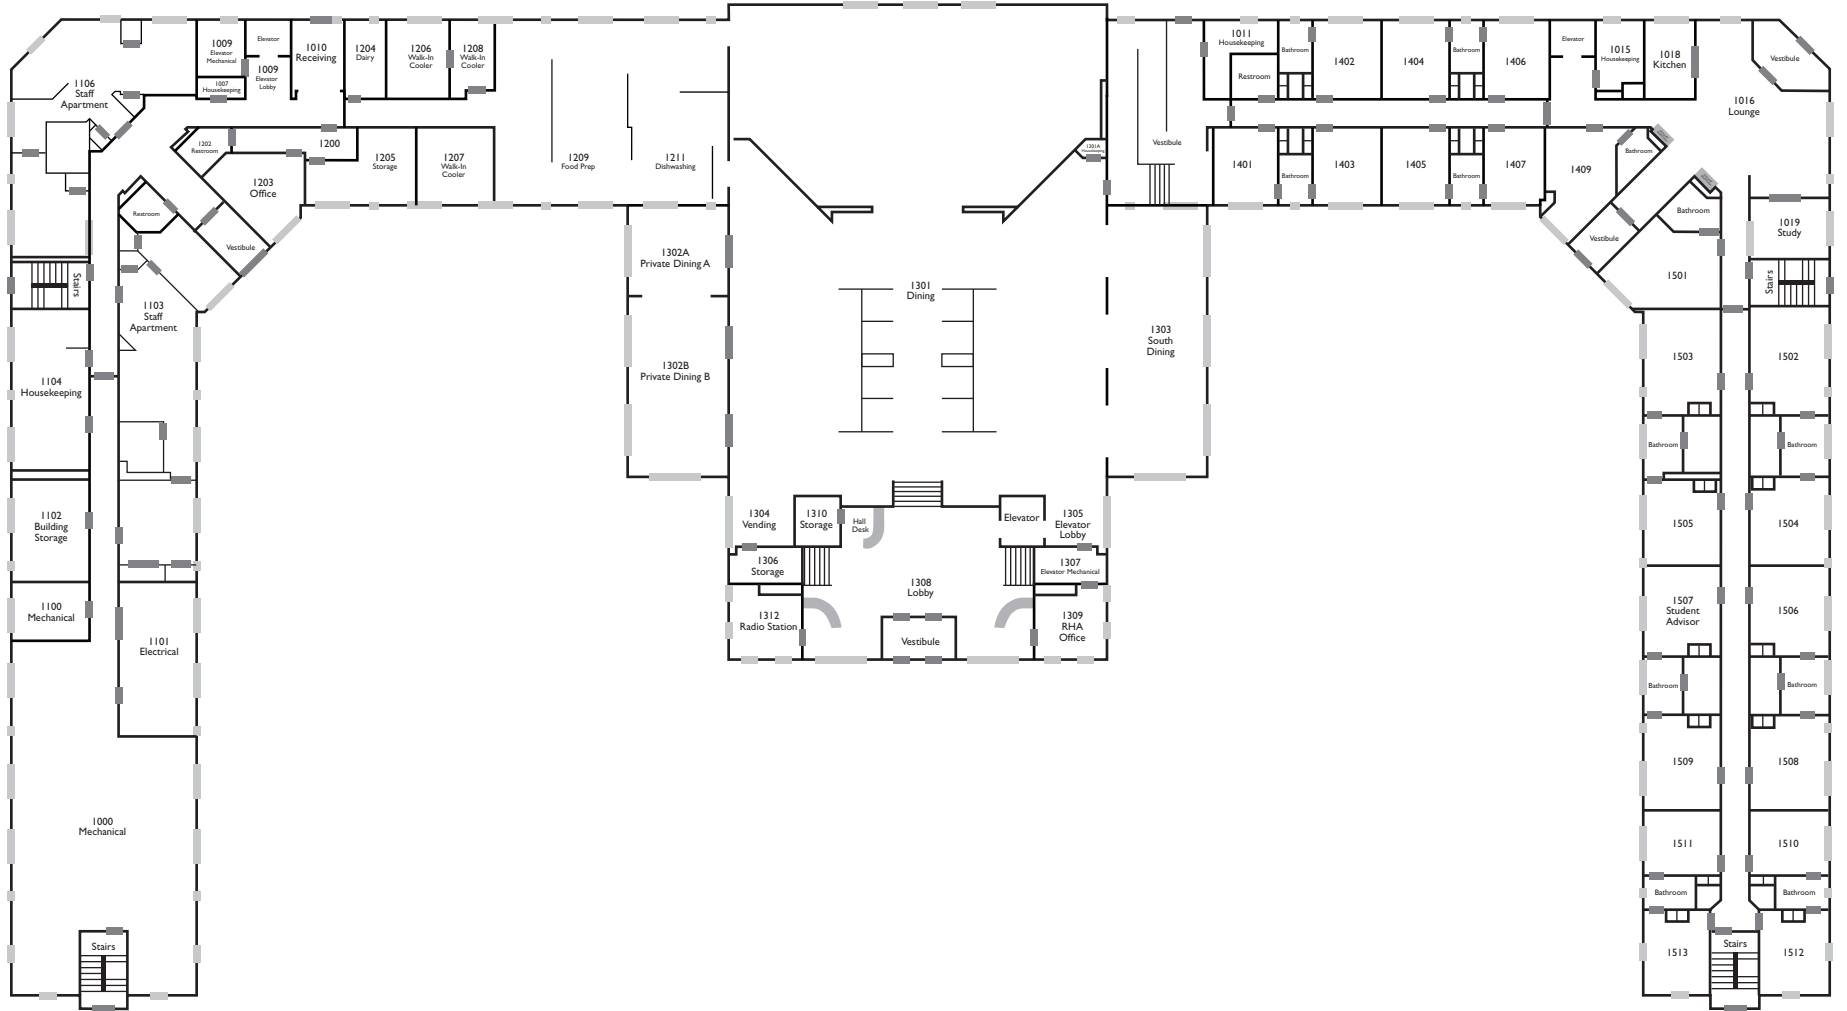 1009
Elevator
Mechanical
1007
Housekeeping
Elevator
1009
Elevator
Lobby
1010
Receiving
1204
Dairy
1206
Walk-In
Cooler
1208
Walk-In
Cooler
1106
Staff
Apartment
1202
Restroom
1200
1203
Office
1205
Storage
1207
Walk-In
Cooler
1209
Food Prep
1211
Dishwashing
Restroom
Vestibule
Stairs
1103
Staff
Apartment
1104
Housekeeping
1102
Building
Storage
1100
Mechanical
1101
Electrical
1000
Mechanical
Stairs
1302A
Private Dining A
1302B
Private Dining B
1301
Dining
1303
South
Dining
1301A
Housekeeping
Vestibule
1304
Vending
1310
Storage
Hall
Desk
Elevator
1305
Elevator
Lobby
1306
Storage
1307
Elevator Mechanical
1308
Lobby
1312
Radio Station
Vestibule
1309
RHA
Office
1011
Housekeeping
Restroom
Bathroom
1402
1404
Bathroom
1406
Elevator
1015
Housekeeping
1018
Kitchen
Vestibule
1016
Lounge
1401
Bathroom
1403
1405
Bathroom
1407
1409
Bathroom
Vestibule
Bathroom
1501
1019
Study
Stairs
1503
1502
Bathroom
Bathroom
1505
1504
1507
Student
Advisor
1506
Bathroom
Bathroom
1509
1508
1511
1510
Bathroom
Bathroom
1513
Stairs
1512